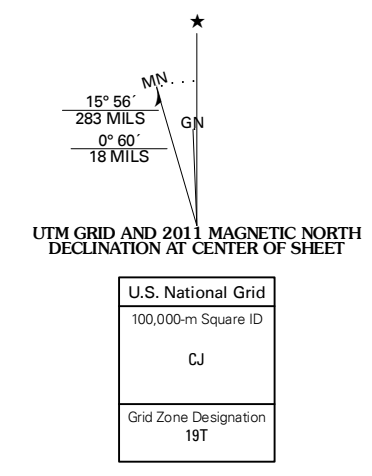 ★
MN
15° 56´
283 MILS
GN
0° 60´
18 MILS
UTM GRID AND 2011 MAGNETIC NORTH
DECLINATION AT CENTER OF SHEET
U.S. National Grid
100,000-m Square ID
CJ
Grid Zone Designation
19T